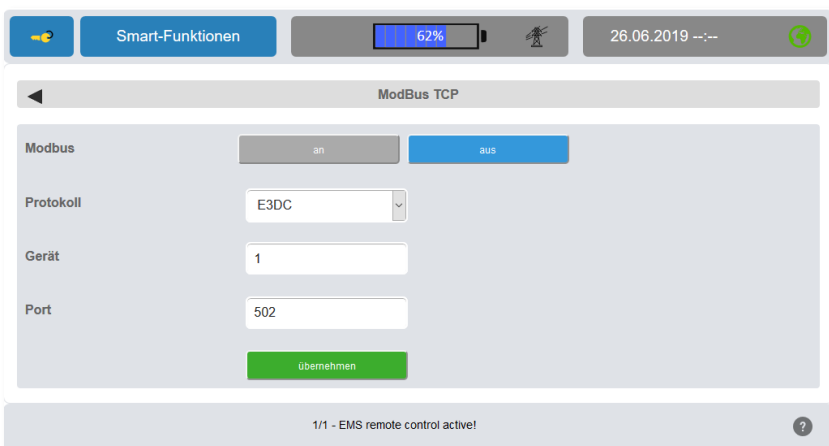 Smart-Funktionen
62%
26.06.2019 --:--
ModBus TCP
Modbus
an
aus
Protokoll
E3DC
Gerät
1
Port
502
übernehmen
1/1 - EMS remote control active!
?